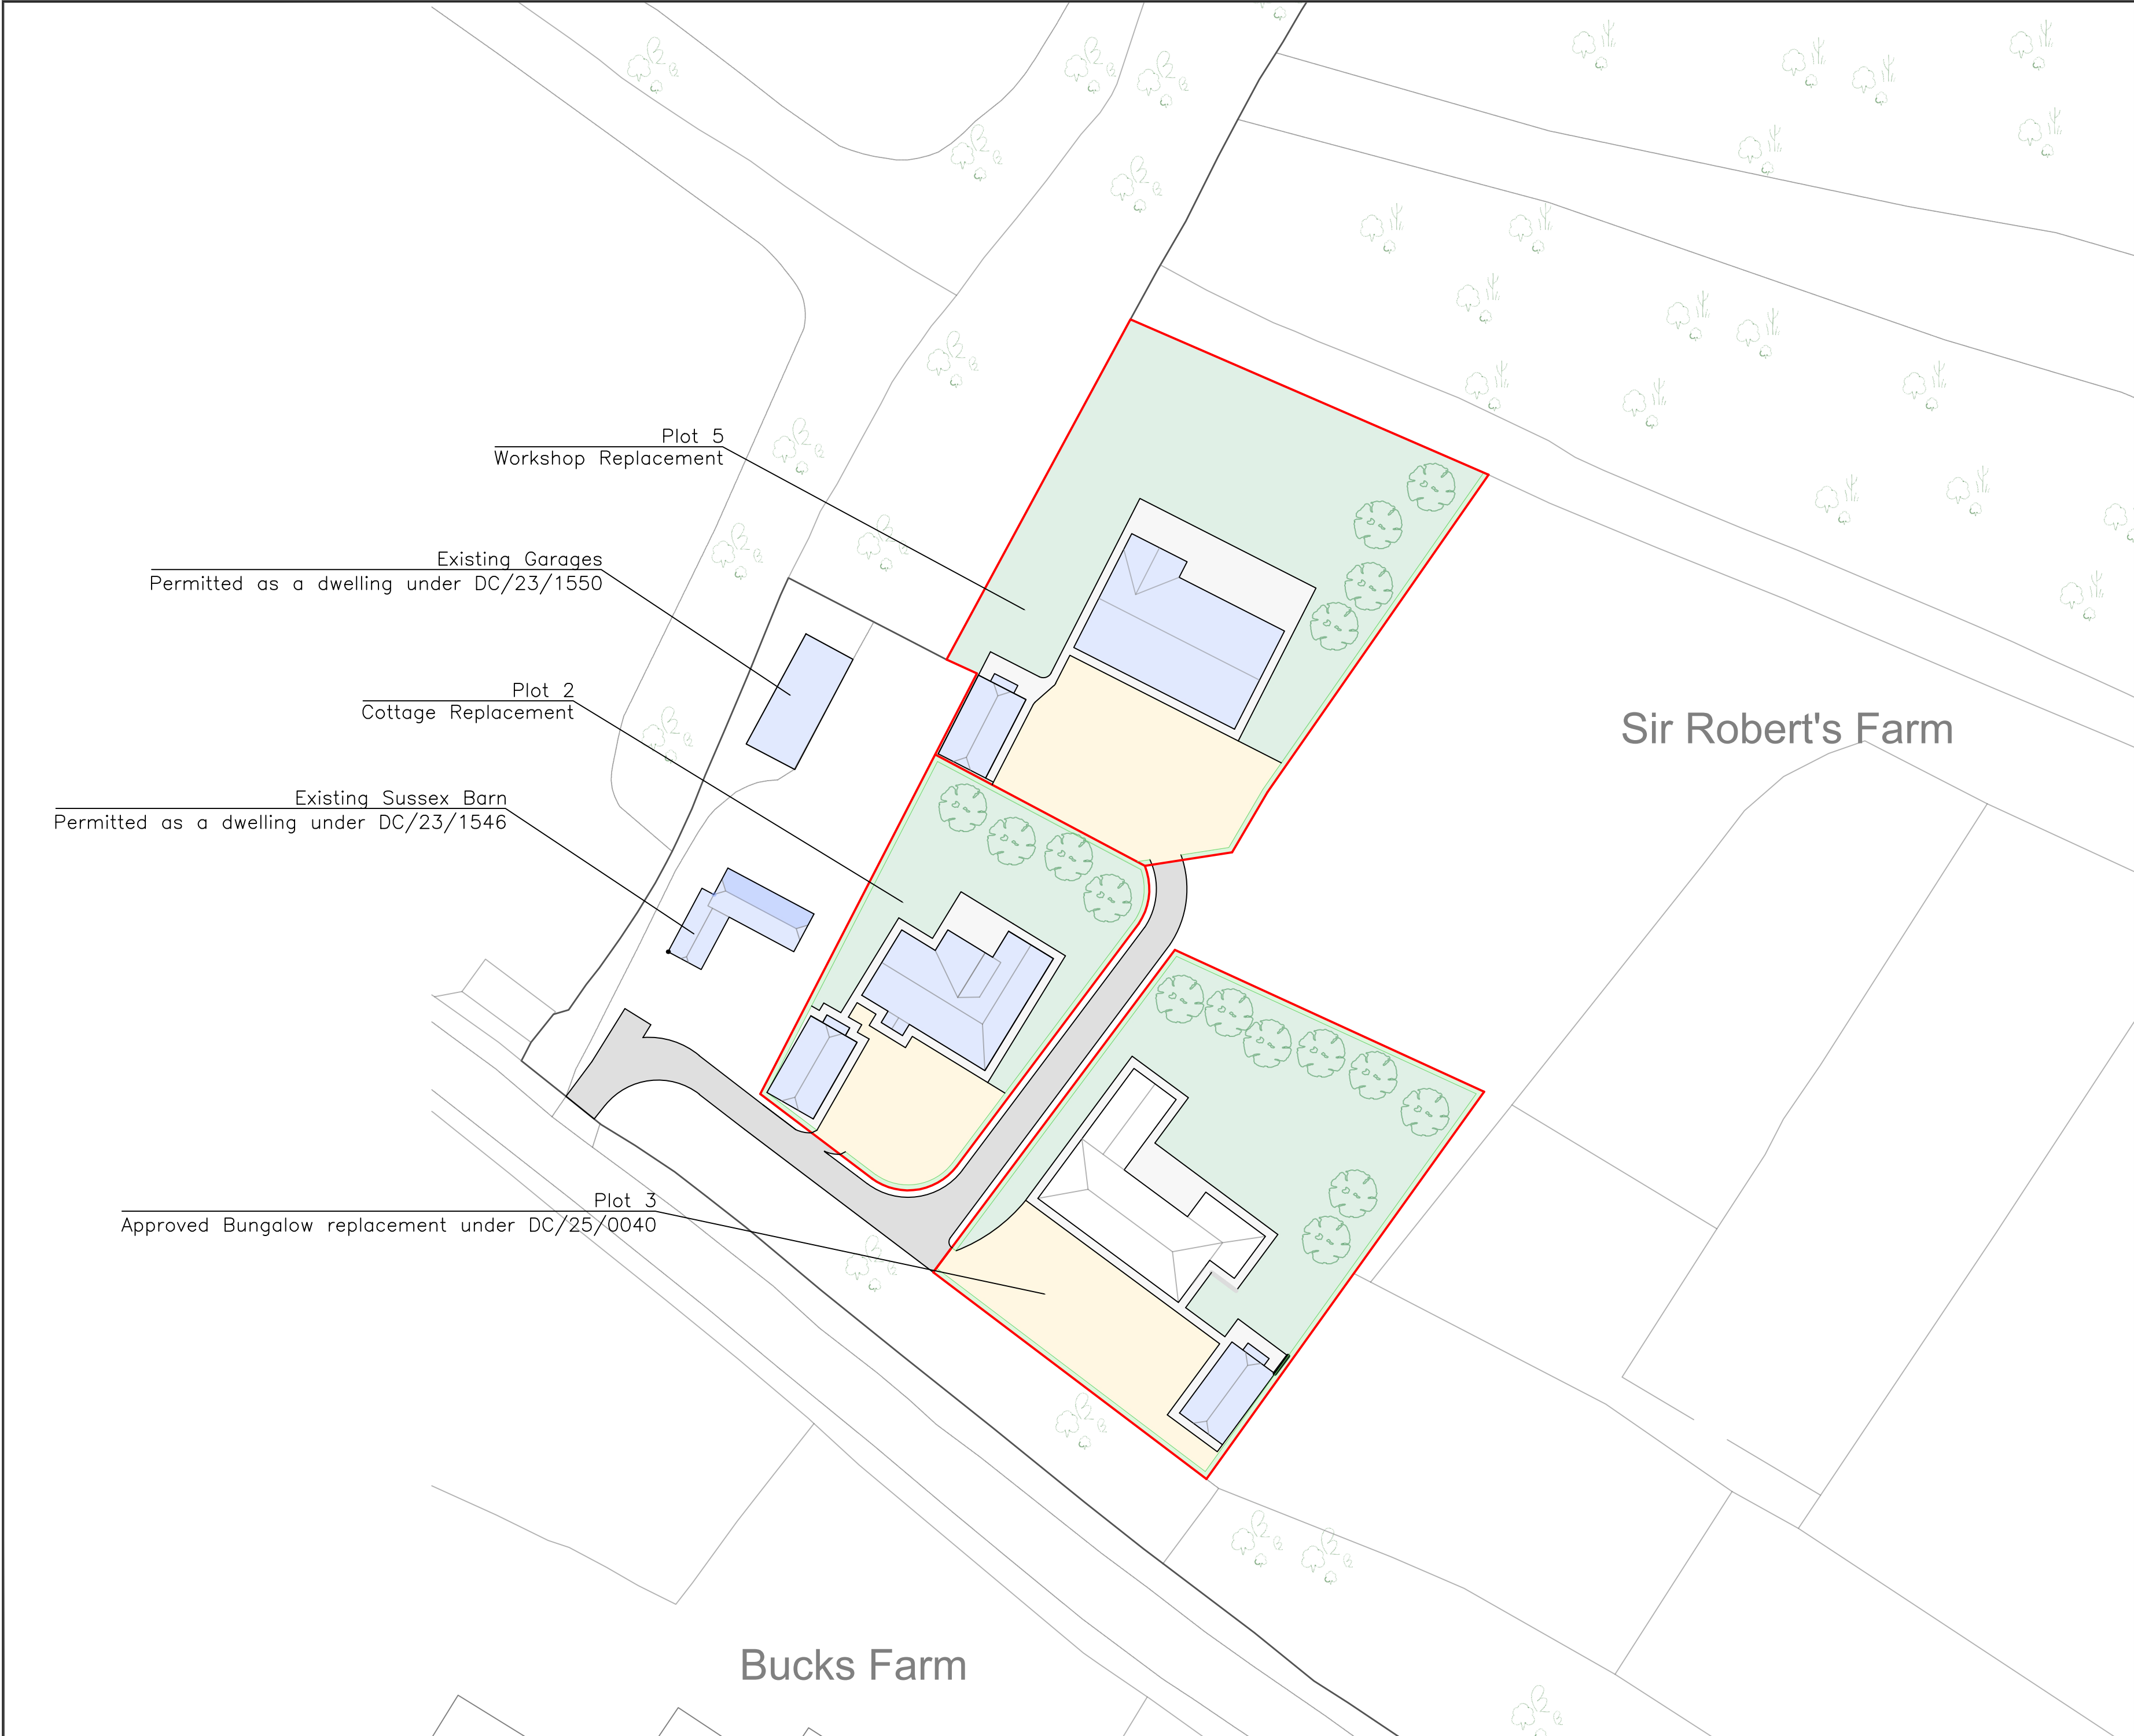 Plot 5
Workshop Replacement
Existing Garages
Permitted as a dwelling under DC/23/1550
Plot 2
Cottage Replacement
Sir Robert's Farm
Existing Sussex Barn
Permitted as a dwelling under DC/23/1546
Plot 3
Approved Bungalow replacement under DC/25/0040
Bucks Farm